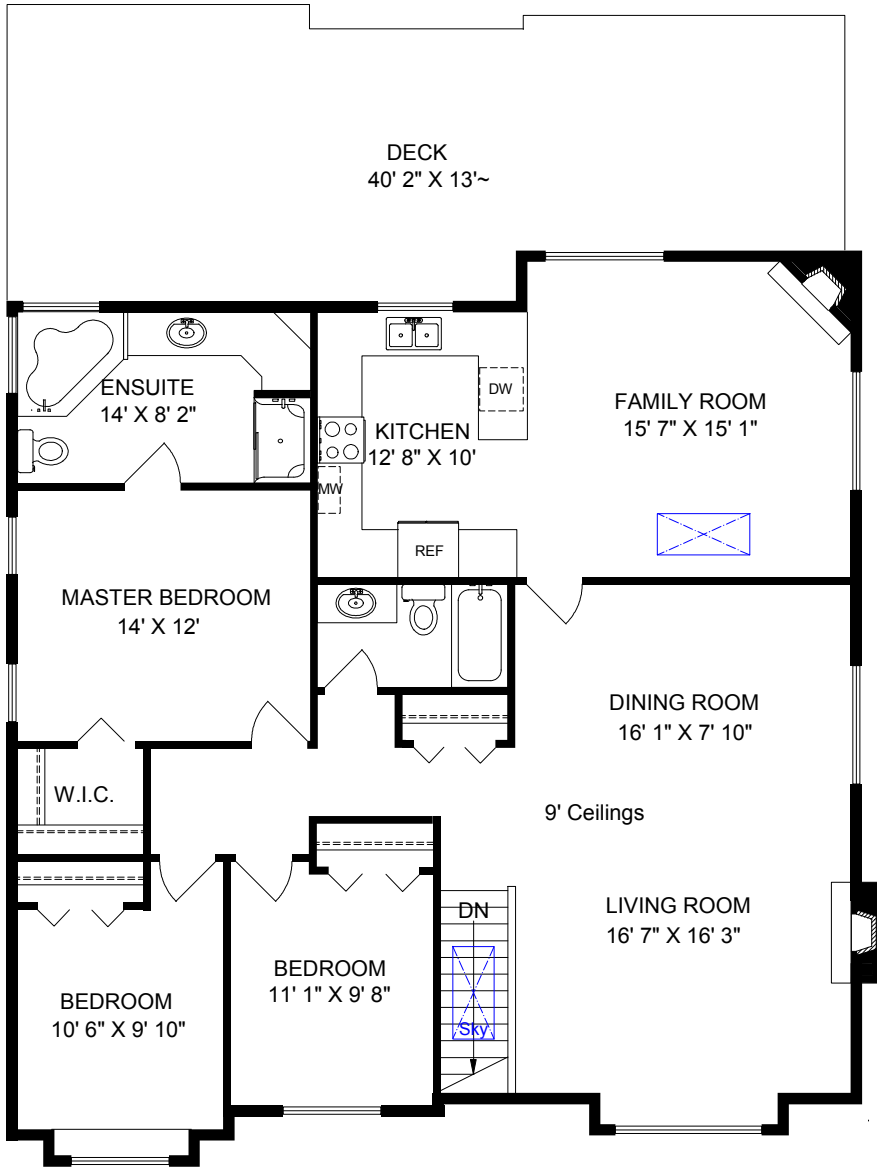 DECK
40' 2" X 13'~
ENSUITE
14' X 8' 2"
DW
KITCHEN
12' 8" X 10'
MW
REF
FAMILY ROOM
15' 7" X 15' 1"
MASTER BEDROOM
14' X 12'
DINING ROOM
16' 1" X 7' 10"
W.I.C.
9' Ceilings
DN
LIVING ROOM
16' 7" X 16' 3"
BEDROOM
11' 1" X 9' 8"
BEDROOM
10' 6" X 9' 10"
Sky